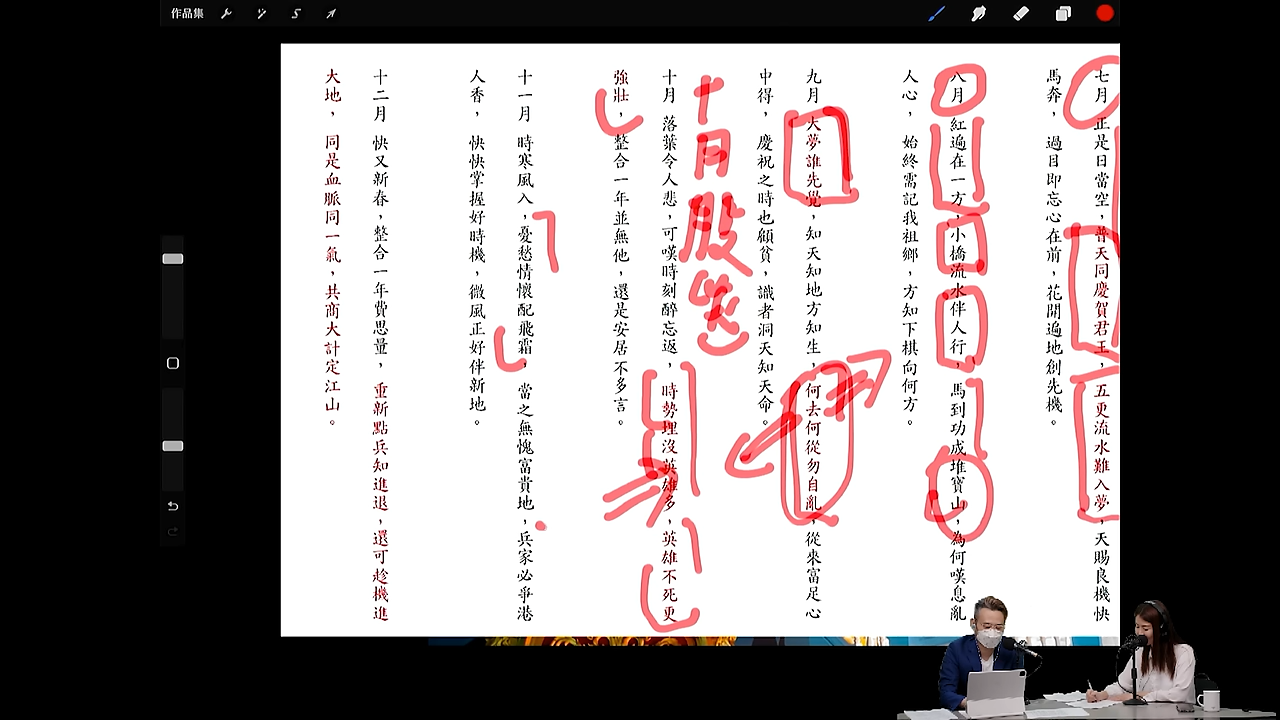 作品集
七月 正是日當空，普天同慶賀君王，五更流水難入夢，天賜良機快
馬奔，過目即忘心在前，花開遍地創先機。
八月 紅遍在一方，小橋流水伴人行，馬到功成堆寶山，為何嘆息亂
人心，始終需記我祖鄉，方知下棋向何方。
九月 大夢誰先覺，知天知地方知生，何去何從勿自亂，從來富足心
中得，慶祝之時也顧貧，識者洞天知天命。
十月股災
十月 落葉令人悲，可嘆時刻醉忘返，時勢理沒英雄多，英雄不死更
強壯，整合一年並無他，還是安居不多言。
十一月 時寒風入，憂愁情懷配飛霜，當之無愧富貴地，兵家必爭港
人香，快快掌握好時機，微風正好伴新地。
十二月 快又新春，整合一年費思量，重新點兵知進退，還可趁機進
大地，同是血脈同一氣，共商大計定江山。